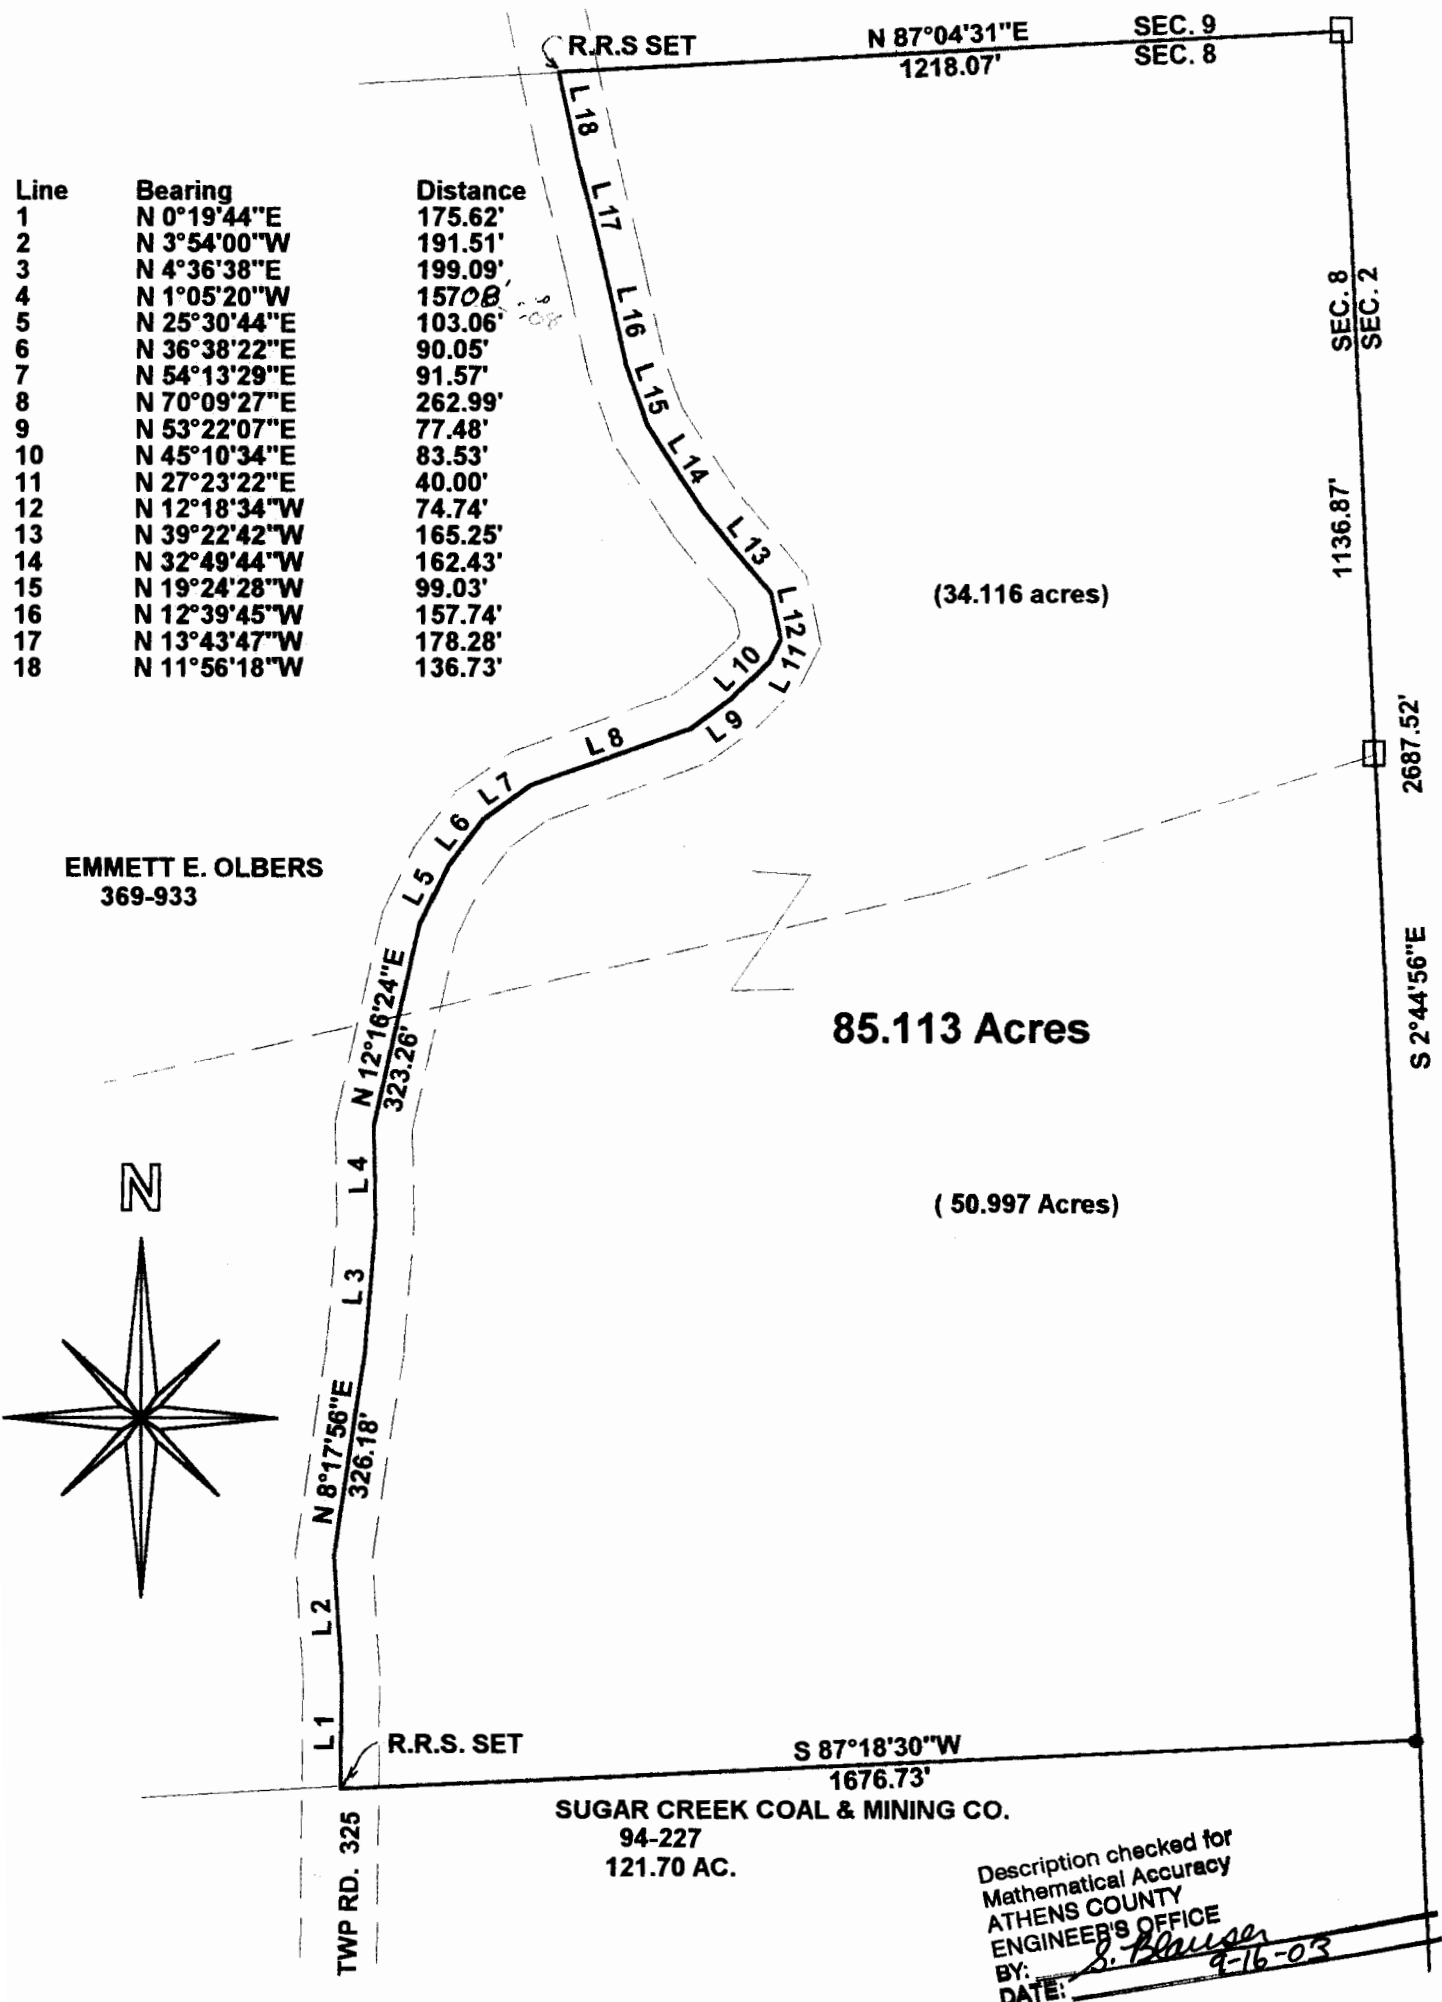 R.R.S SET
N 87°04'31"E
1218.07'
SEC. 9
SEC. 8
L 18
L 17
L 16
L 15
L 14
L 13
L 12
L 11
L 10
L 9
L 8
L 7
L 6
L 5
Line Bearing Distance
1 N 0°19'44"E 175.62'
2 N 3°54'00"W 191.51'
3 N 4°36'38"E 199.09'
4 N 1°05'20"W 157.08'
5 N 25°30'44"E 103.06'
6 N 36°38'22"E 90.05'
7 N 54°13'29"E 91.57'
8 N 70°09'27"E 262.99'
9 N 53°22'07"E 77.48'
10 N 45°10'34"E 83.53'
11 N 27°23'22"E 40.00'
12 N 12°18'34"W 74.74'
13 N 39°22'42"W 165.25'
14 N 32°49'44"W 162.43'
15 N 19°24'28"W 99.03'
16 N 12°39'45"W 157.74'
17 N 13°43'47"W 178.28'
18 N 11°56'18"W 136.73'
SEC. 8
SEC. 2
1136.87'
(34.116 acres)
2687.52'
S 2°44'56"E
EMMETT E. OLBERS
369-933
N 12°16'24"E
323.26'
85.113 Acres
( 50.997 Acres)
N
L 4
L 3
N 8°17'56"E
326.18'
L 2
L 1
R.R.S. SET
S 87°18'30"W
1676.73'
SUGAR CREEK COAL & MINING CO.
94-227
121.70 AC.
TWP RD. 325
Description checked for
Mathematical Accuracy
ATHENS COUNTY
ENGINEER'S OFFICE
BY: S. Blauser
DATE: 9-16-03